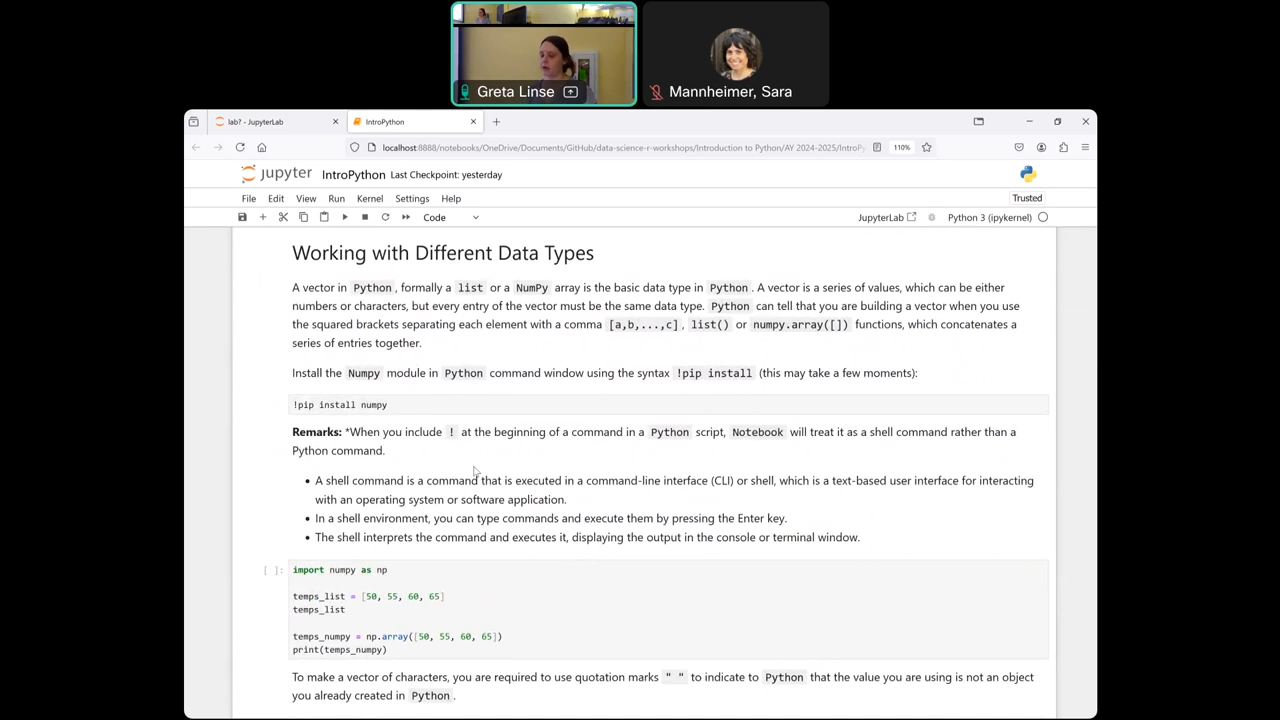 Greta Linse
Mannheimer, Sara
lab? - JupyterLab
IntroPython
localhost:8888/notebooks/OneDrive/Documents/GitHub/data-science-r-workshops/Introduction to Python/AY 2024-2025/IntroPy
110%
jupyter IntroPython Last Checkpoint: yesterday
File Edit View Run Kernel Settings Help
Trusted
Code
JupyterLab
Python 3 (ipykernel)
Working with Different Data Types
A vector in Python, formally a list or a NumPy array is the basic data type in Python. A vector is a series of values, which can be either
numbers or characters, but every entry of the vector must be the same data type. Python can tell that you are building a vector when you use
the squared brackets separating each element with a comma [a,b,...,c], list() or numpy.array([]) functions, which concatenates a
series of entries together.
Install the Numpy module in Python command window using the syntax !pip install (this may take a few moments):
!pip install numpy
Remarks: *When you include ! at the beginning of a command in a Python script, Notebook will treat it as a shell command rather than a
Python command.
• A shell command is a command that is executed in a command-line interface (CLI) or shell, which is a text-based user interface for interacting
with an operating system or software application.
• In a shell environment, you can type commands and execute them by pressing the Enter key.
• The shell interprets the command and executes it, displaying the output in the console or terminal window.
[ ]: import numpy as np
temps_list = [50, 55, 60, 65]
temps_list
temps_numpy = np.array([50, 55, 60, 65])
print(temps_numpy)
To make a vector of characters, you are required to use quotation marks " " to indicate to Python that the value you are using is not an object
you already created in Python.